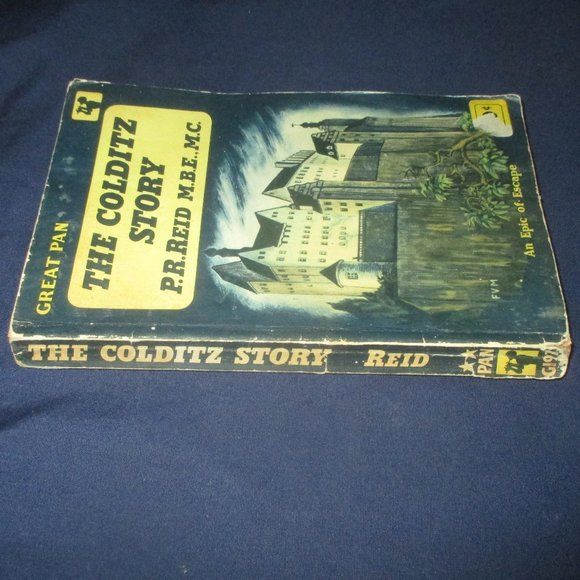 GREAT PAN
THE COLDITZ
STORY
P.R. REID M.B.E., M.C.
An Epic of Escape
FVM
THE COLDITZ STORY REID
PAN